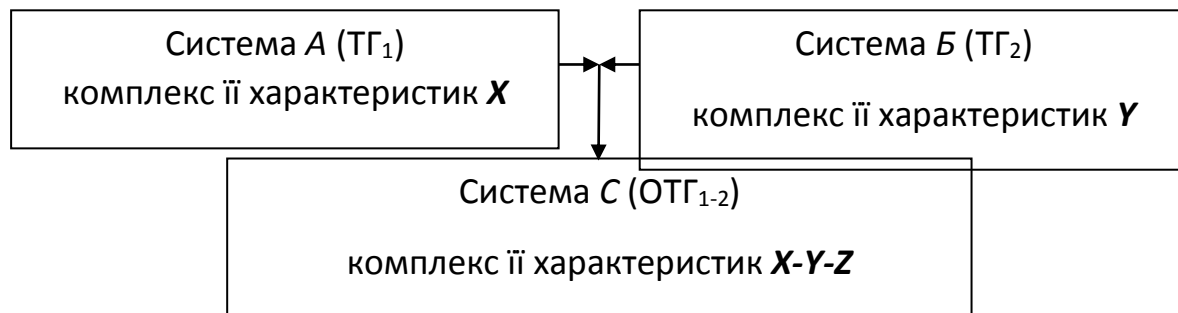 Система А (ТГ1)
комплекс її характеристик X
Система Б (ТГ2)
комплекс її характеристик Y
Система С (ОТГ1-2)
комплекс її характеристик X-Y-Z